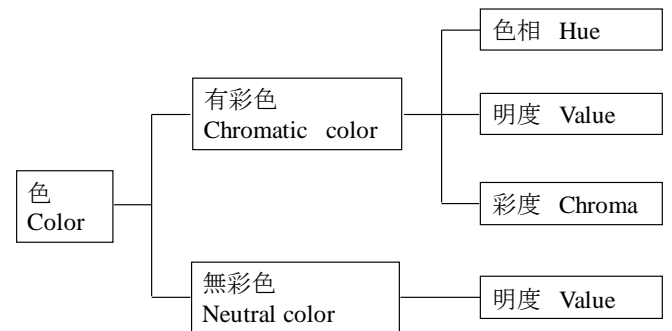 色
Color
有彩色
Chromatic color
色相 Hue
明度 Value
彩度 Chroma
無彩色
Neutral color
明度 Value